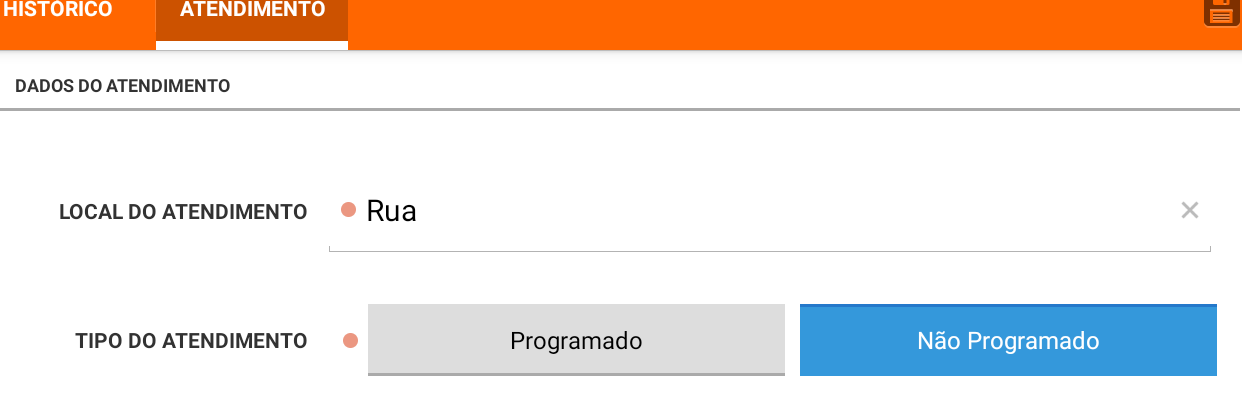 HISTÓRICO ATENDIMENTO
DADOS DO ATENDIMENTO
LOCAL DO ATENDIMENTO Rua
TIPO DO ATENDIMENTO Programado Não Programado